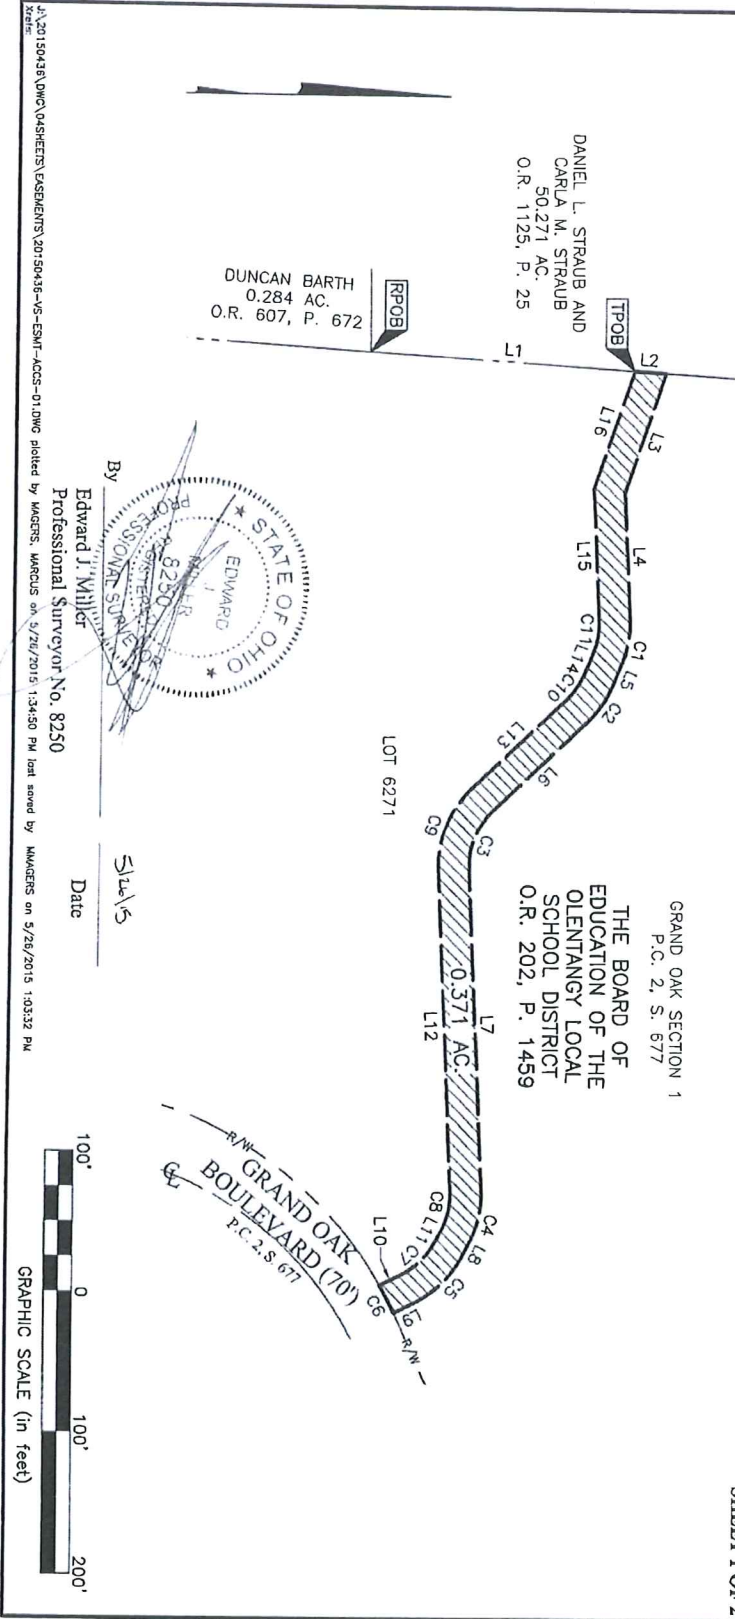 SHEET 1 OF 2
GRAND OAK SECTION 1
P.C. 2, S. 677
THE BOARD OF
EDUCATION OF THE
OLENTANGY LOCAL
SCHOOL DISTRICT
O.R. 202, P. 1459
DANIEL L. STRAUB AND
CARLA M. STRAUB
50.271 AC.
O.R. 1125, P. 25
TPOB
L2
L3
L16
L4
L15
C1
L5
C2
C11
L14
C10
L6
L13
C3
C9
L7
0.371 AC.
L12
C4
L8
C5
C8
L11
C7
L9
L10
C6
R/W
R/W
L1
RPOB
DUNCAN BARTH
0.284 AC.
O.R. 607, P. 672
LOT 6271
GRAND OAK
BOULEVARD (70')
P.C. 2, S. 677
STATE OF OHIO
EDWARD
J
8250
PROFESSIONAL SURVEYOR
By
Edward J. Miller
Professional Surveyor No. 8250
5/26/15
Date
100'
0
100'
200'
GRAPHIC SCALE (in feet)
J:\20150436\DWG\04SHEETS\EASEMENTS\20150436-VS-ESMT-ACCS-01.DWG plotted by MAGERS, MARCUS on 5/26/2015 1:34:50 PM last saved by MMAGERS on 5/26/2015 1:03:32 PM
Xrefs: